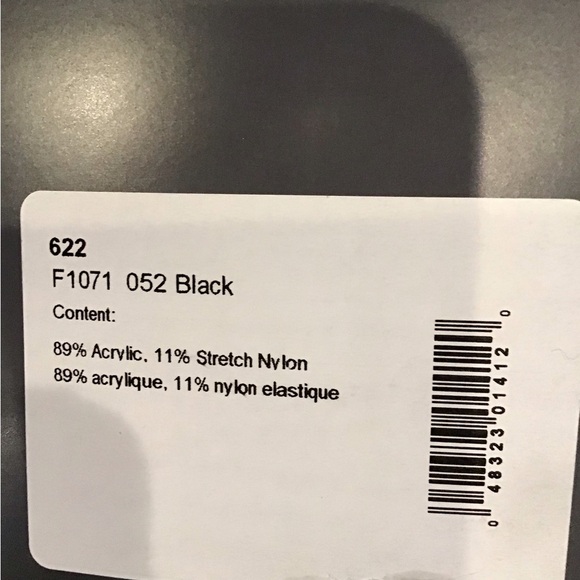 622
F1071 052 Black
Content:
89% Acrylic, 11% Stretch Nylon
89% acrylique, 11% nylon elastique
0 48323 01412 0